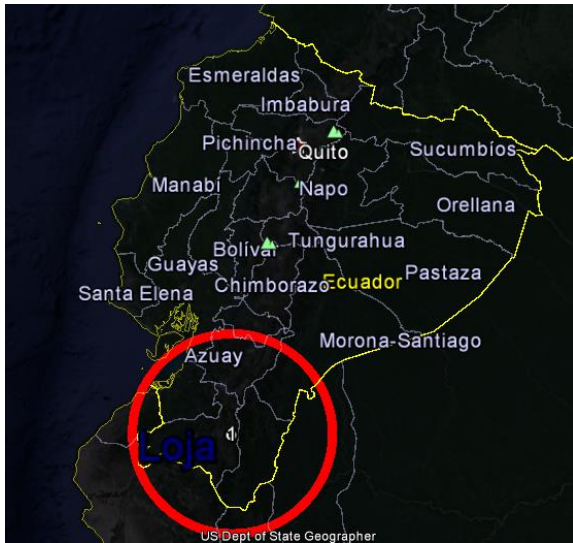 Esmeraldas
Imbabura
Pichincha
Quito
Sucumbíos
Manabí
Napo
Orellana
Bolívar
Tungurahua
Guayas
Pastaza
Chimborazo
Ecuador
Santa Elena
Morona-Santiago
Azuay
Loja
US Dept of State Geographer